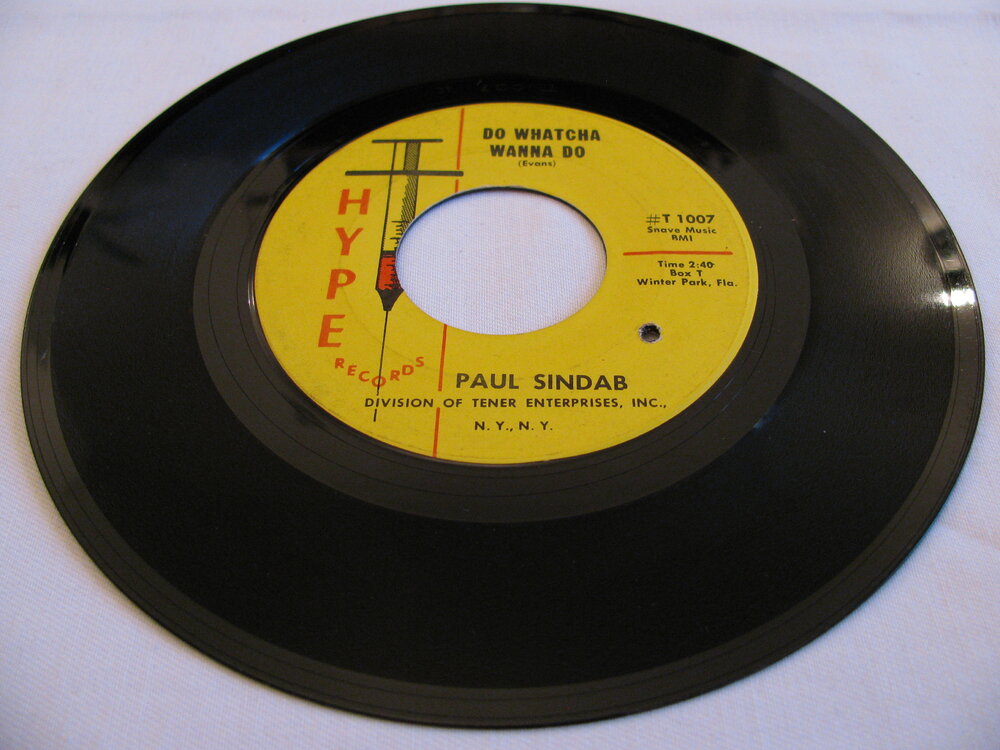 DO WHATCHA
WANNA DO
(Evans)
HYPE
RECORDS
#T 1007
Snave Music
BMI
Time 2:40
Box T
Winter Park, Fla.
PAUL SINDAB
DIVISION OF TENER ENTERPRISES, INC.,
N. Y., N. Y.